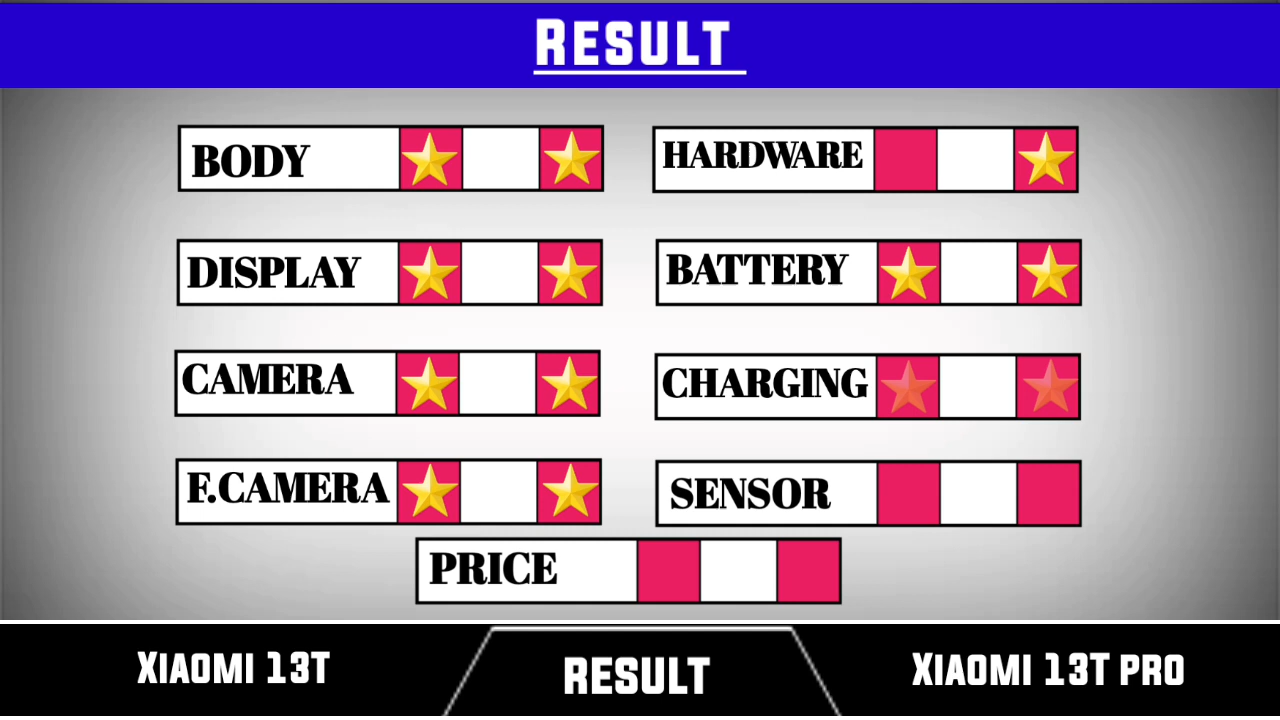 RESULT
BODY
HARDWARE
DISPLAY
BATTERY
CAMERA
CHARGING
F.CAMERA
SENSOR
PRICE
XIAOMI 13T
RESULT
XIAOMI 13T PRO